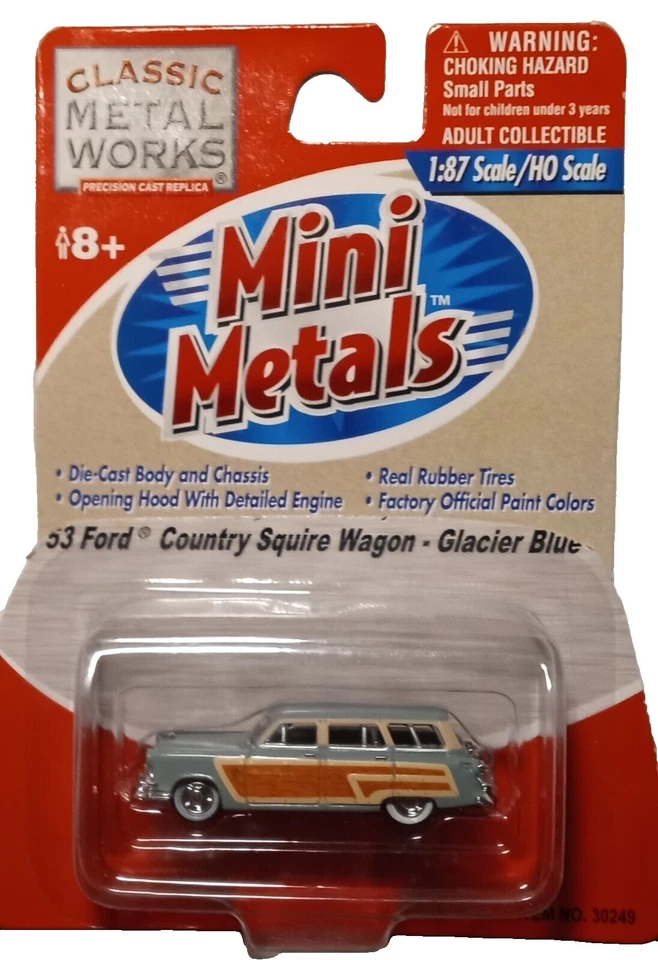 CLASSIC
METAL
WORKS®
PRECISION CAST REPLICA
⚠ WARNING:
CHOKING HAZARD
Small Parts
Not for children under 3 years
ADULT COLLECTIBLE
1:87 Scale/HO Scale
8+
Mini
Metals™
• Die-Cast Body and Chassis
• Opening Hood With Detailed Engine
• Real Rubber Tires
• Factory Official Paint Colors
53 Ford® Country Squire Wagon - Glacier Blue
NO. 30249